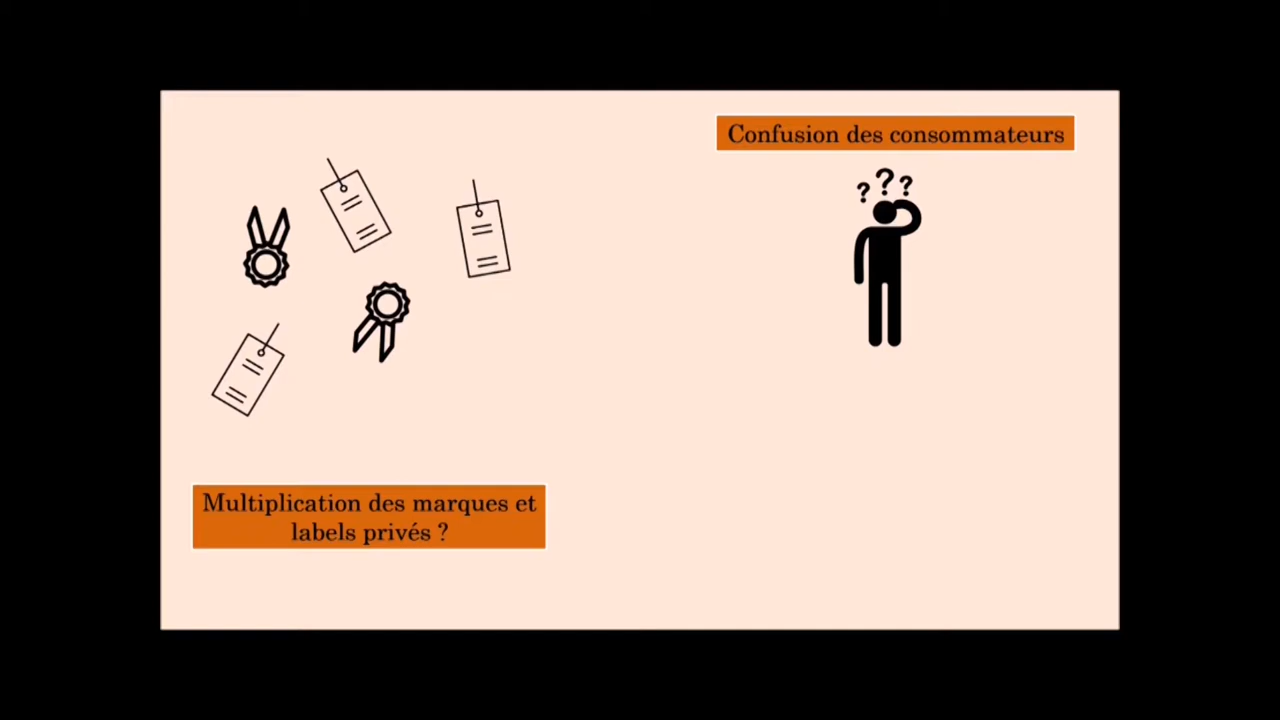 Confusion des consommateurs
? ? ?
Multiplication des marques et
labels privés ?